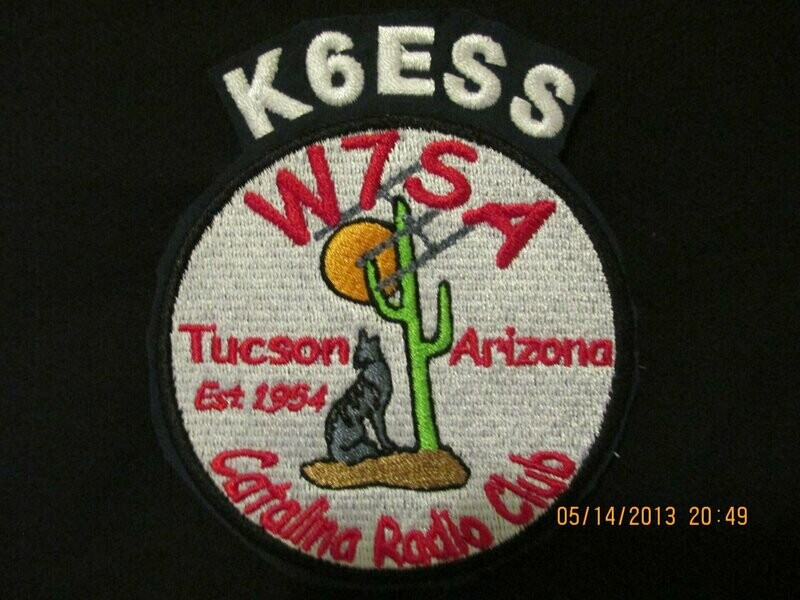 K6ESS
W7SA
Tucson Arizona
Est 1954
Catalina Radio Club
05/14/2013 20:49